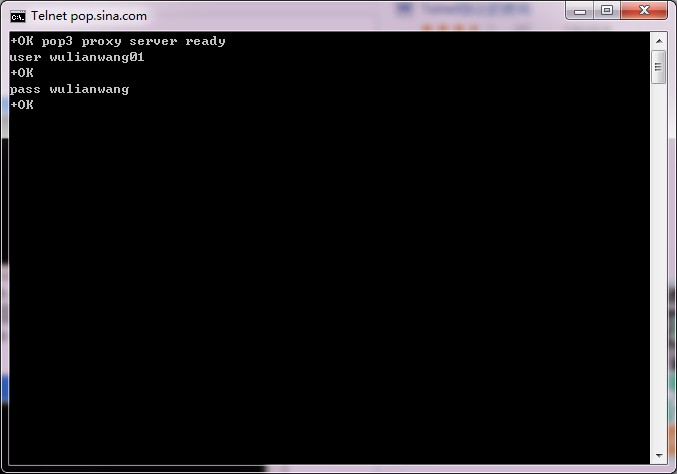 Telnet pop.sina.com
+OK pop3 proxy server ready
user wulianwang01
+OK
pass wulianwang
+OK